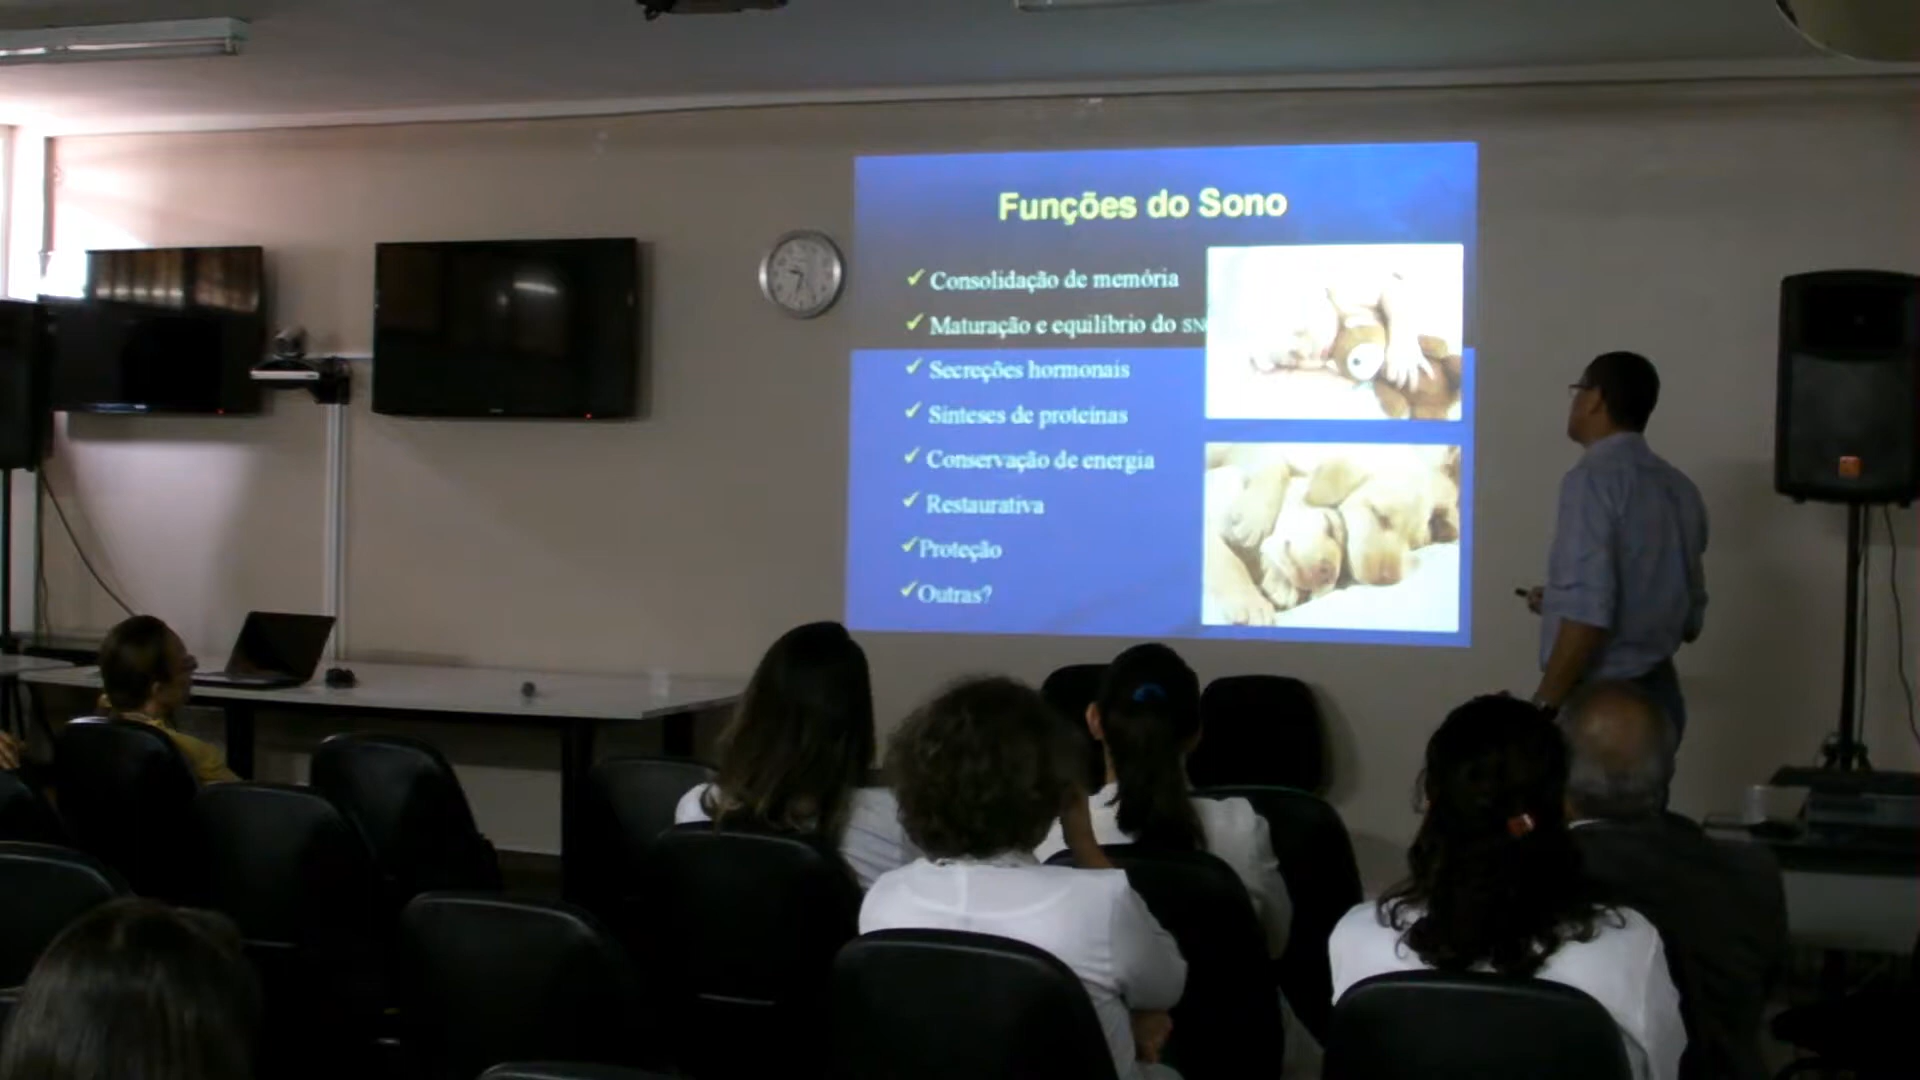 Funções do Sono
✓ Consolidação de memória
✓ Maturação e equilíbrio do SN
✓ Secreções hormonais
✓ Sinteses de proteínas
✓ Conservação de energia
✓ Restaurativa
✓Proteção
✓Outras?